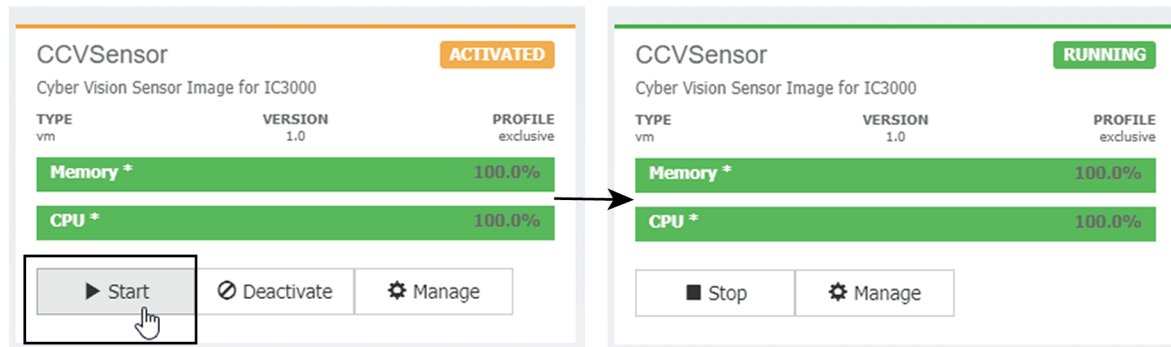 CCVSensor ACTIVATED
Cyber Vision Sensor Image for IC3000
TYPE VERSION PROFILE
vm 1.0 exclusive
Memory * 100.0%
CPU * 100.0%
Start Deactivate Manage
CCVSensor RUNNING
Cyber Vision Sensor Image for IC3000
TYPE VERSION PROFILE
vm 1.0 exclusive
Memory * 100.0%
CPU * 100.0%
Stop Manage